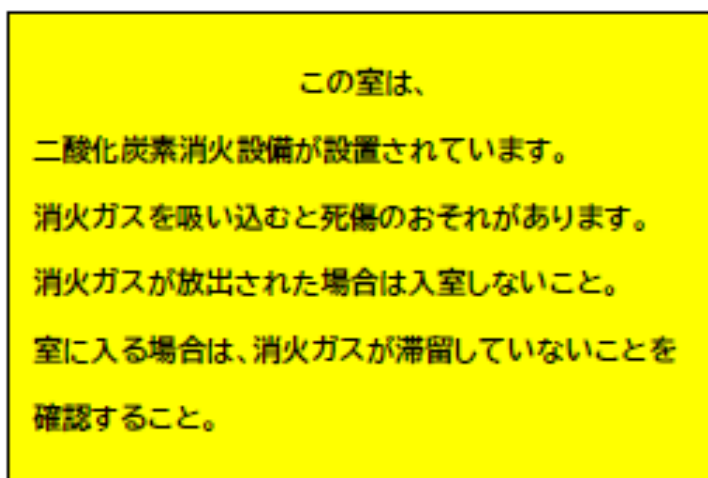 この室は、
二酸化炭素消火設備が設置されています。
消火ガスを吸い込むと死傷のおそれがあります。
消火ガスが放出された場合は入室しないこと。
室に入る場合は、消火ガスが滞留していないことを
確認すること。